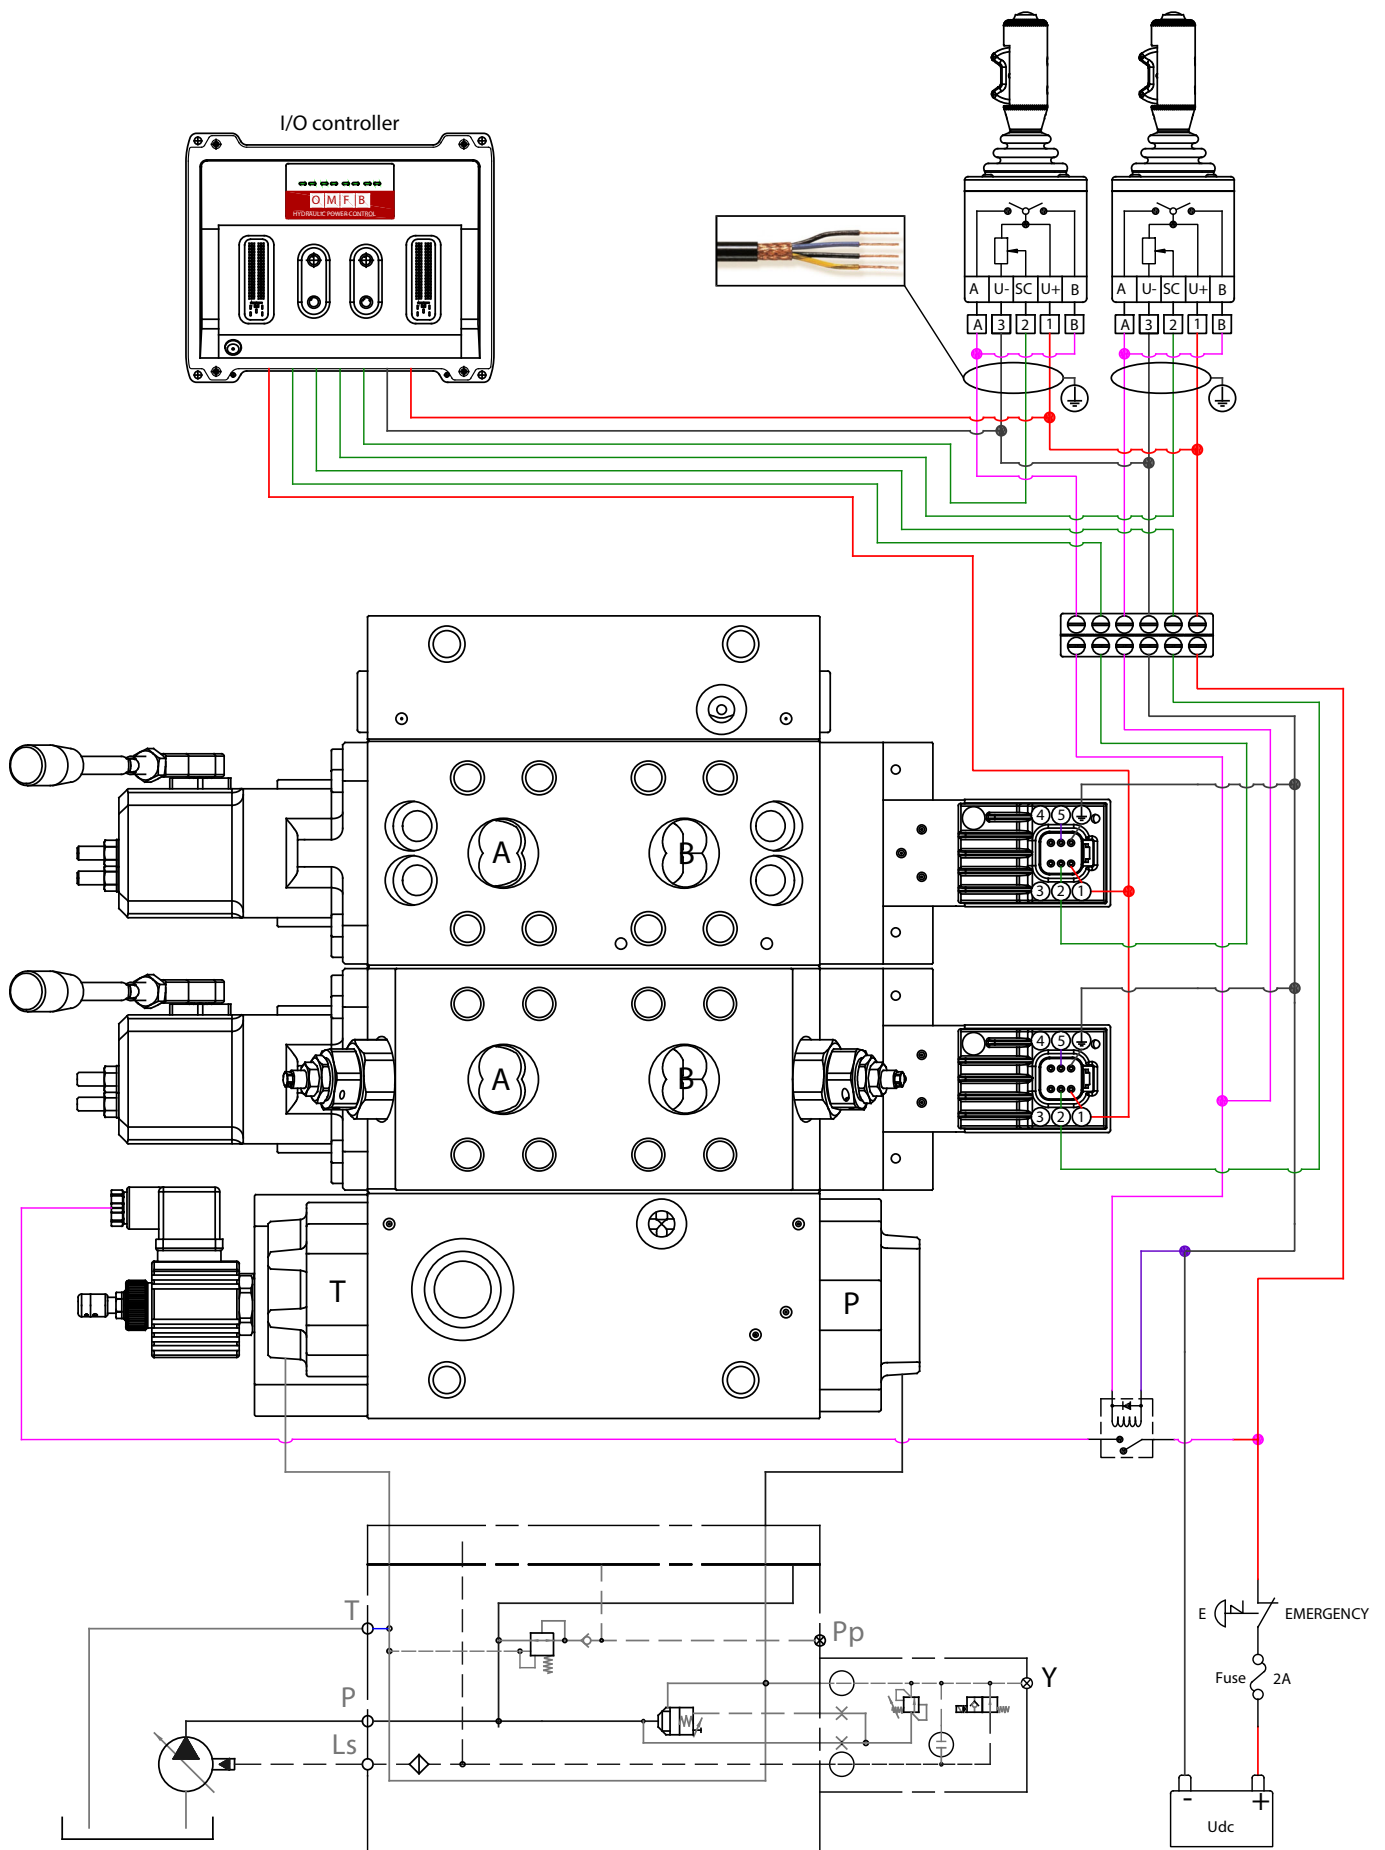 I/O controller
O M F B
HYDRAULIC POWER CONTROL
A U- SC U+ B
A U- SC U+ B
A 3 2 1 B
A 3 2 1 B
4 5
A B
3 2 1
4 5
A B
3 2 1
T P
E EMERGENCY
T
Pp
Fuse 2A
Y
P
Ls
- +
Udc